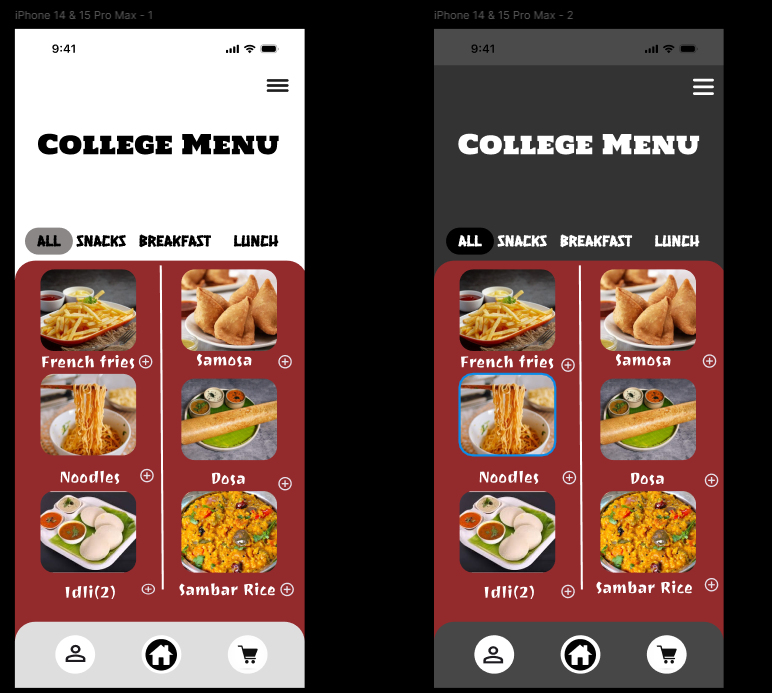 iPhone 14 & 15 Pro Max - 1
9:41
COLLEGE MENU
ALL SNACKS BREAKFAST LUNCH
French fries Samosa
Noodles Dosa
Idli(2) Sambar Rice
iPhone 14 & 15 Pro Max - 2
9:41
COLLEGE MENU
ALL SNACKS BREAKFAST LUNCH
French fries Samosa
Noodles Dosa
Idli(2) Sambar Rice